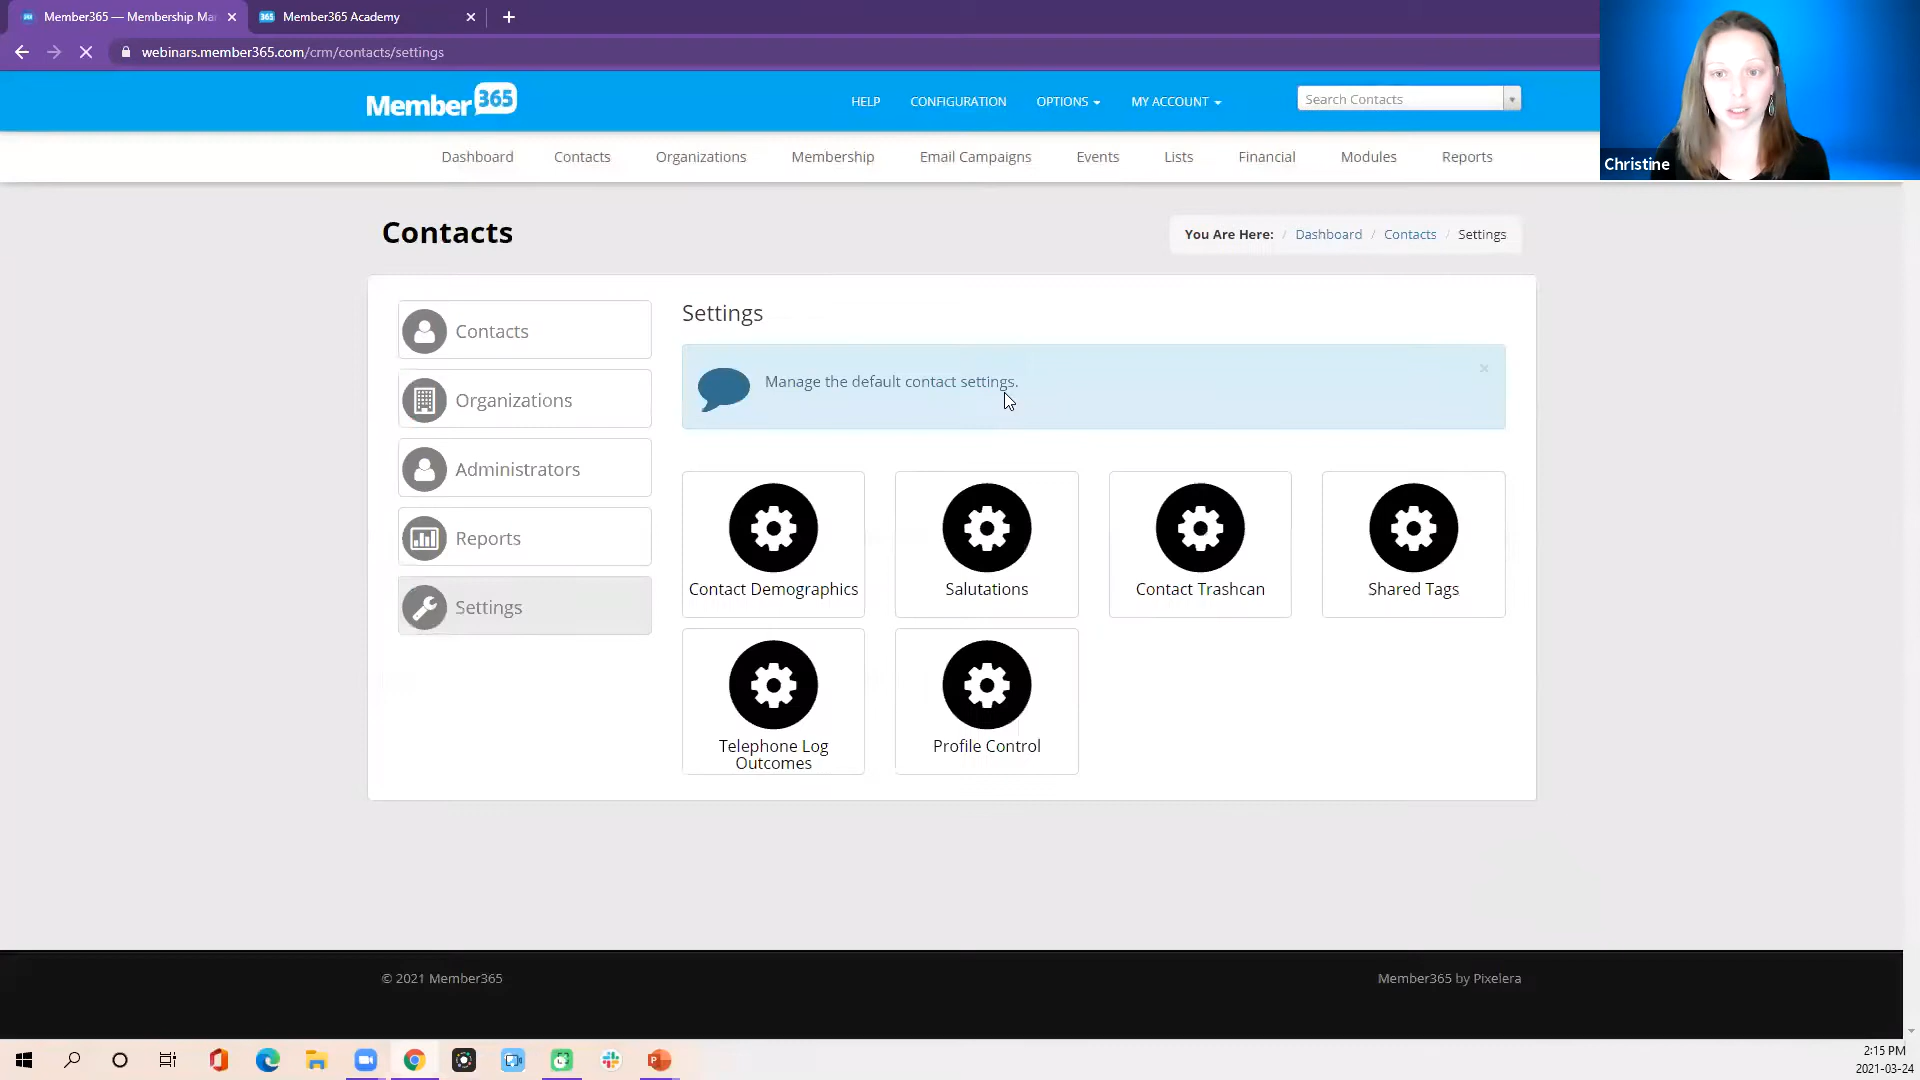 Member365 — Membership Ma
Member365 Academy
webinars.member365.com/crm/contacts/settings
Member 365
HELP
CONFIGURATION
OPTIONS
MY ACCOUNT
Search Contacts
Dashboard
Contacts
Organizations
Membership
Email Campaigns
Events
Lists
Financial
Modules
Reports
Christine
Contacts
You Are Here: / Dashboard / Contacts / Settings
Contacts
Organizations
Administrators
Reports
Settings
Settings
Manage the default contact settings.
Contact Demographics
Salutations
Contact Trashcan
Shared Tags
Telephone Log
Outcomes
Profile Control
© 2021 Member365
Member365 by Pixelera
2:15 PM
2021-03-24